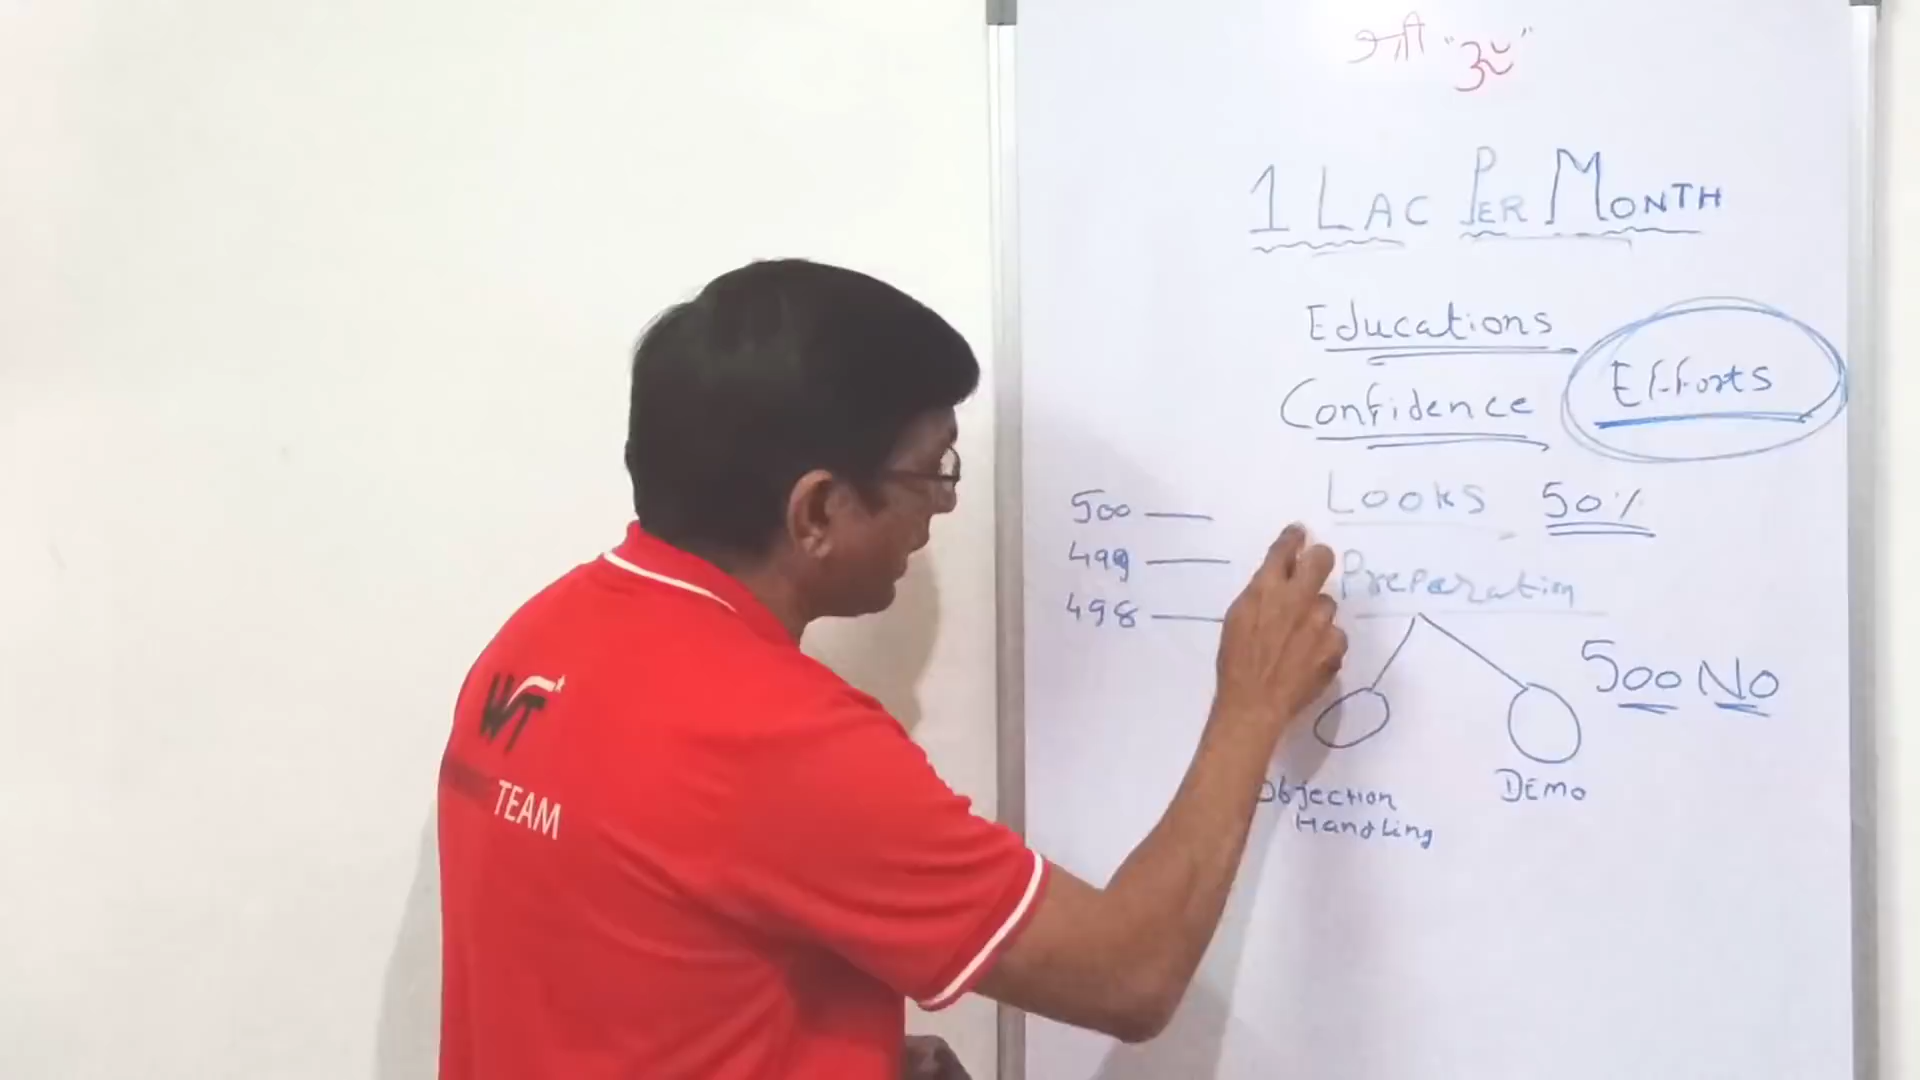 श्री "ॐ"
1 LAC PER MONTH
Educations
Efforts
Confidence
Looks 50%
500
499
498
Preparation
500 No
Objection
Handling
DEMO
WT
TEAM